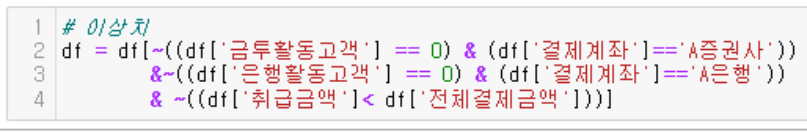 1 # 이상치
2 df = df[~((df['금투활동고객'] == 0) & (df['결제계좌']=='A증권사'))
3 &~((df['은행활동고객'] == 0) & (df['결제계좌']=='A은행'))
4 & ~((df['취급금액']< df['전체결제금액']))]